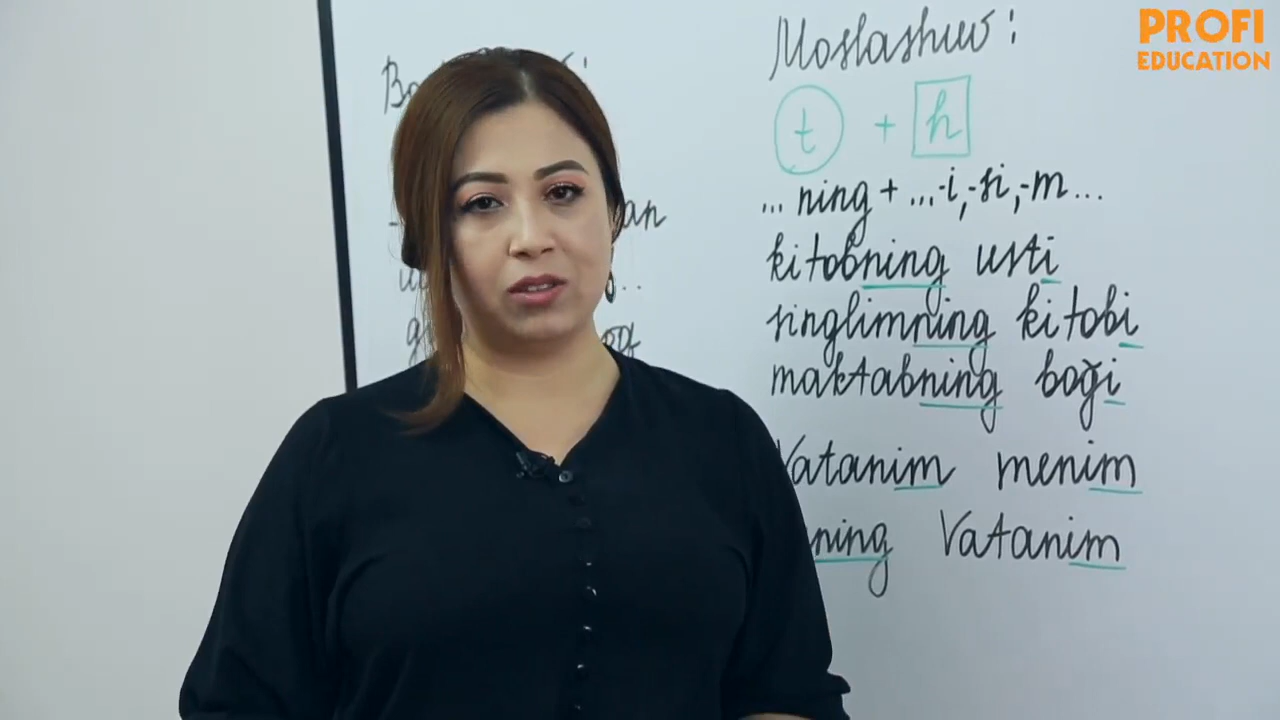 PROFI
EDUCATION
Moslashuv:
t + h
...ning + ...-i,-si,-m...
kitobning usti
singlimning kitobi
maktabning bog'i
Vatanim menim
ning Vatanim